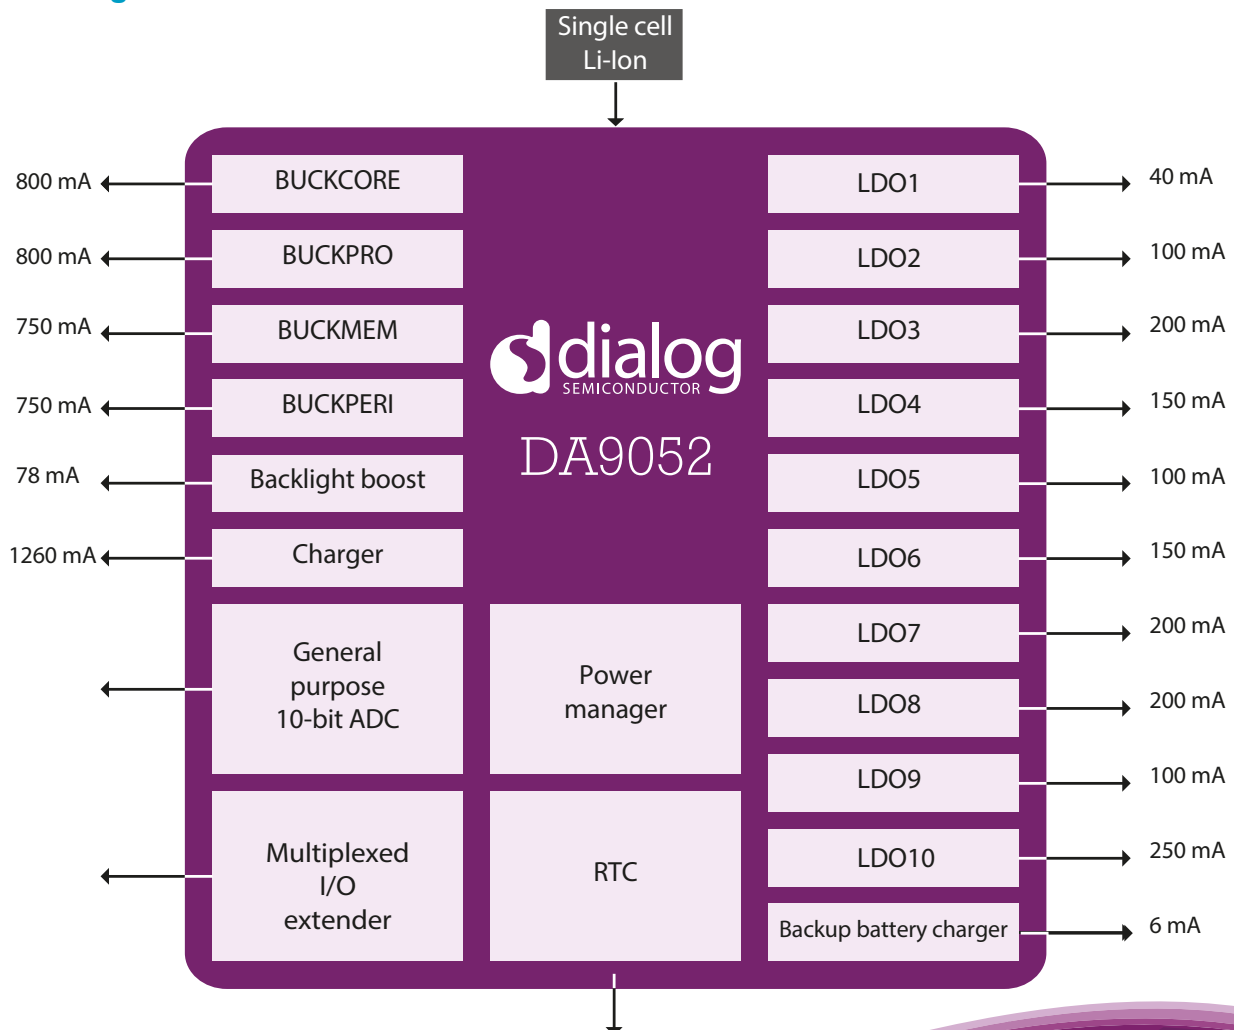 Single cell
Li-Ion
800 mA
BUCKCORE
LDO1
40 mA
800 mA
BUCKPRO
LDO2
100 mA
750 mA
BUCKMEM
LDO3
200 mA
dialog
SEMICONDUCTOR
750 mA
BUCKPERI
LDO4
150 mA
DA9052
78 mA
Backlight boost
LDO5
100 mA
1260 mA
Charger
LDO6
150 mA
General
purpose
10-bit ADC
Power
manager
LDO7
200 mA
LDO8
200 mA
LDO9
100 mA
Multiplexed
I/O
extender
RTC
LDO10
250 mA
Backup battery charger
6 mA